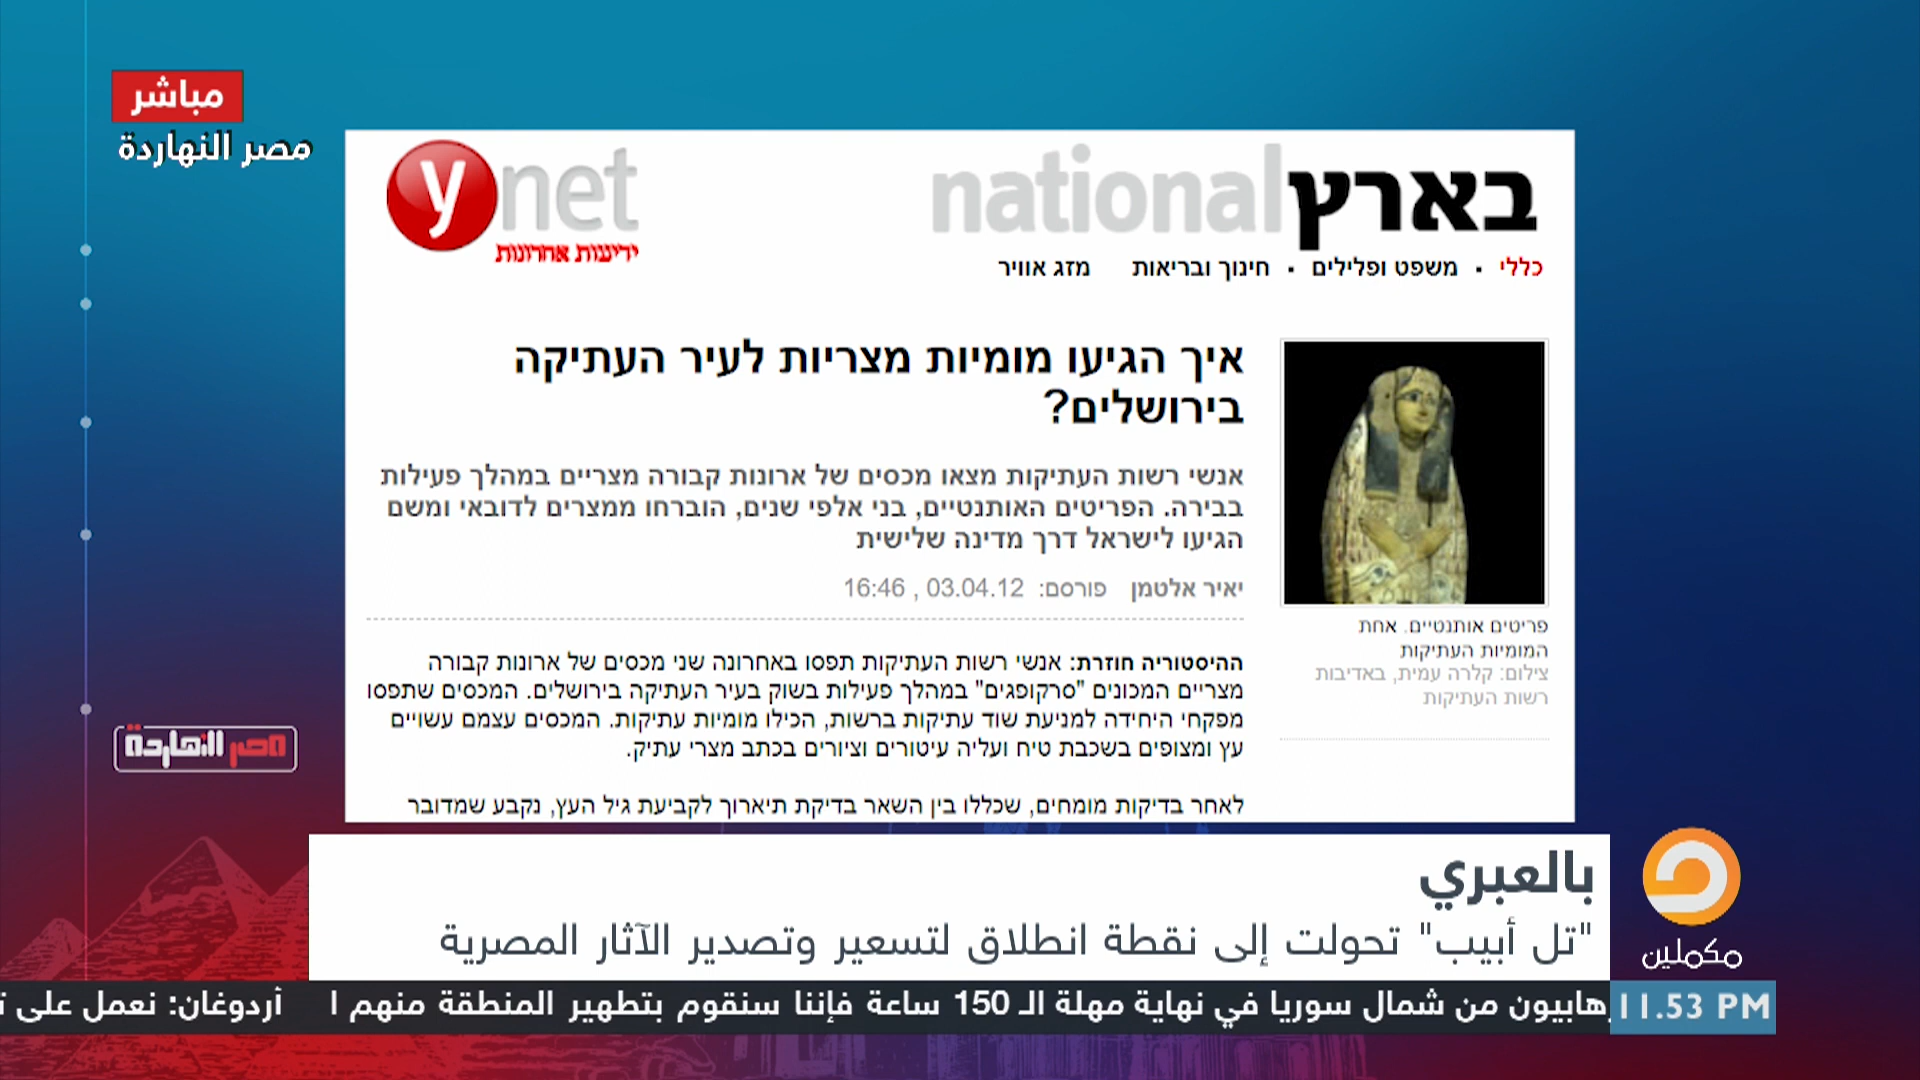 مباشر
مصر النهاردة
ynet
ידיעות אחרונות
בארץ national
כללי ▪ משפט ופלילים ▪ חינוך ובריאות מזג אוויר
איך הגיעו מומיות מצריות לעיר העתיקה
בירושלים?
אנשי רשות העתיקות מצאו מכסים של ארונות קבורה מצריים במהלך פעילות
בבירה. הפריטים האותנטיים, בני אלפי שנים, הוברחו ממצרים לדובאי ומשם
הגיעו לישראל דרך מדינה שלישית
יאיר אלטמן פורסם: 03.04.12 , 16:46
ההיסטוריה חוזרת: אנשי רשות העתיקות תפסו באחרונה שני מכסים של ארונות קבורה
מצריים המכונים "סרקופגים" במהלך פעילות בשוק בעיר העתיקה בירושלים. המכסים שתפסו
מפקחי היחידה למניעת שוד עתיקות ברשות, הכילו מומיות עתיקות. המכסים עצמם עשויים
עץ ומצופים בשכבת טיח ועליה עיטורים וציורים בכתב מצרי עתיק.
לאחר בדיקות מומחים, שכללו בין השאר בדיקת תיארוך לקביעת גיל העץ, נקבע שמדובר
פריטים אותנטיים. אחת
המומיות העתיקות
צילום: קלרה עמית, באדיבות
רשות העתיקות
مصر النهاردة
بالعبري
"تل أبيب" تحولت إلى نقطة انطلاق لتسعير وتصدير الآثار المصرية
مكملين
رهابيون من شمال سوريا في نهاية مهلة الـ 150 ساعة فإننا سنقوم بتطهير المنطقة منهم ا أردوغان: نعمل على ت
11.53 PM